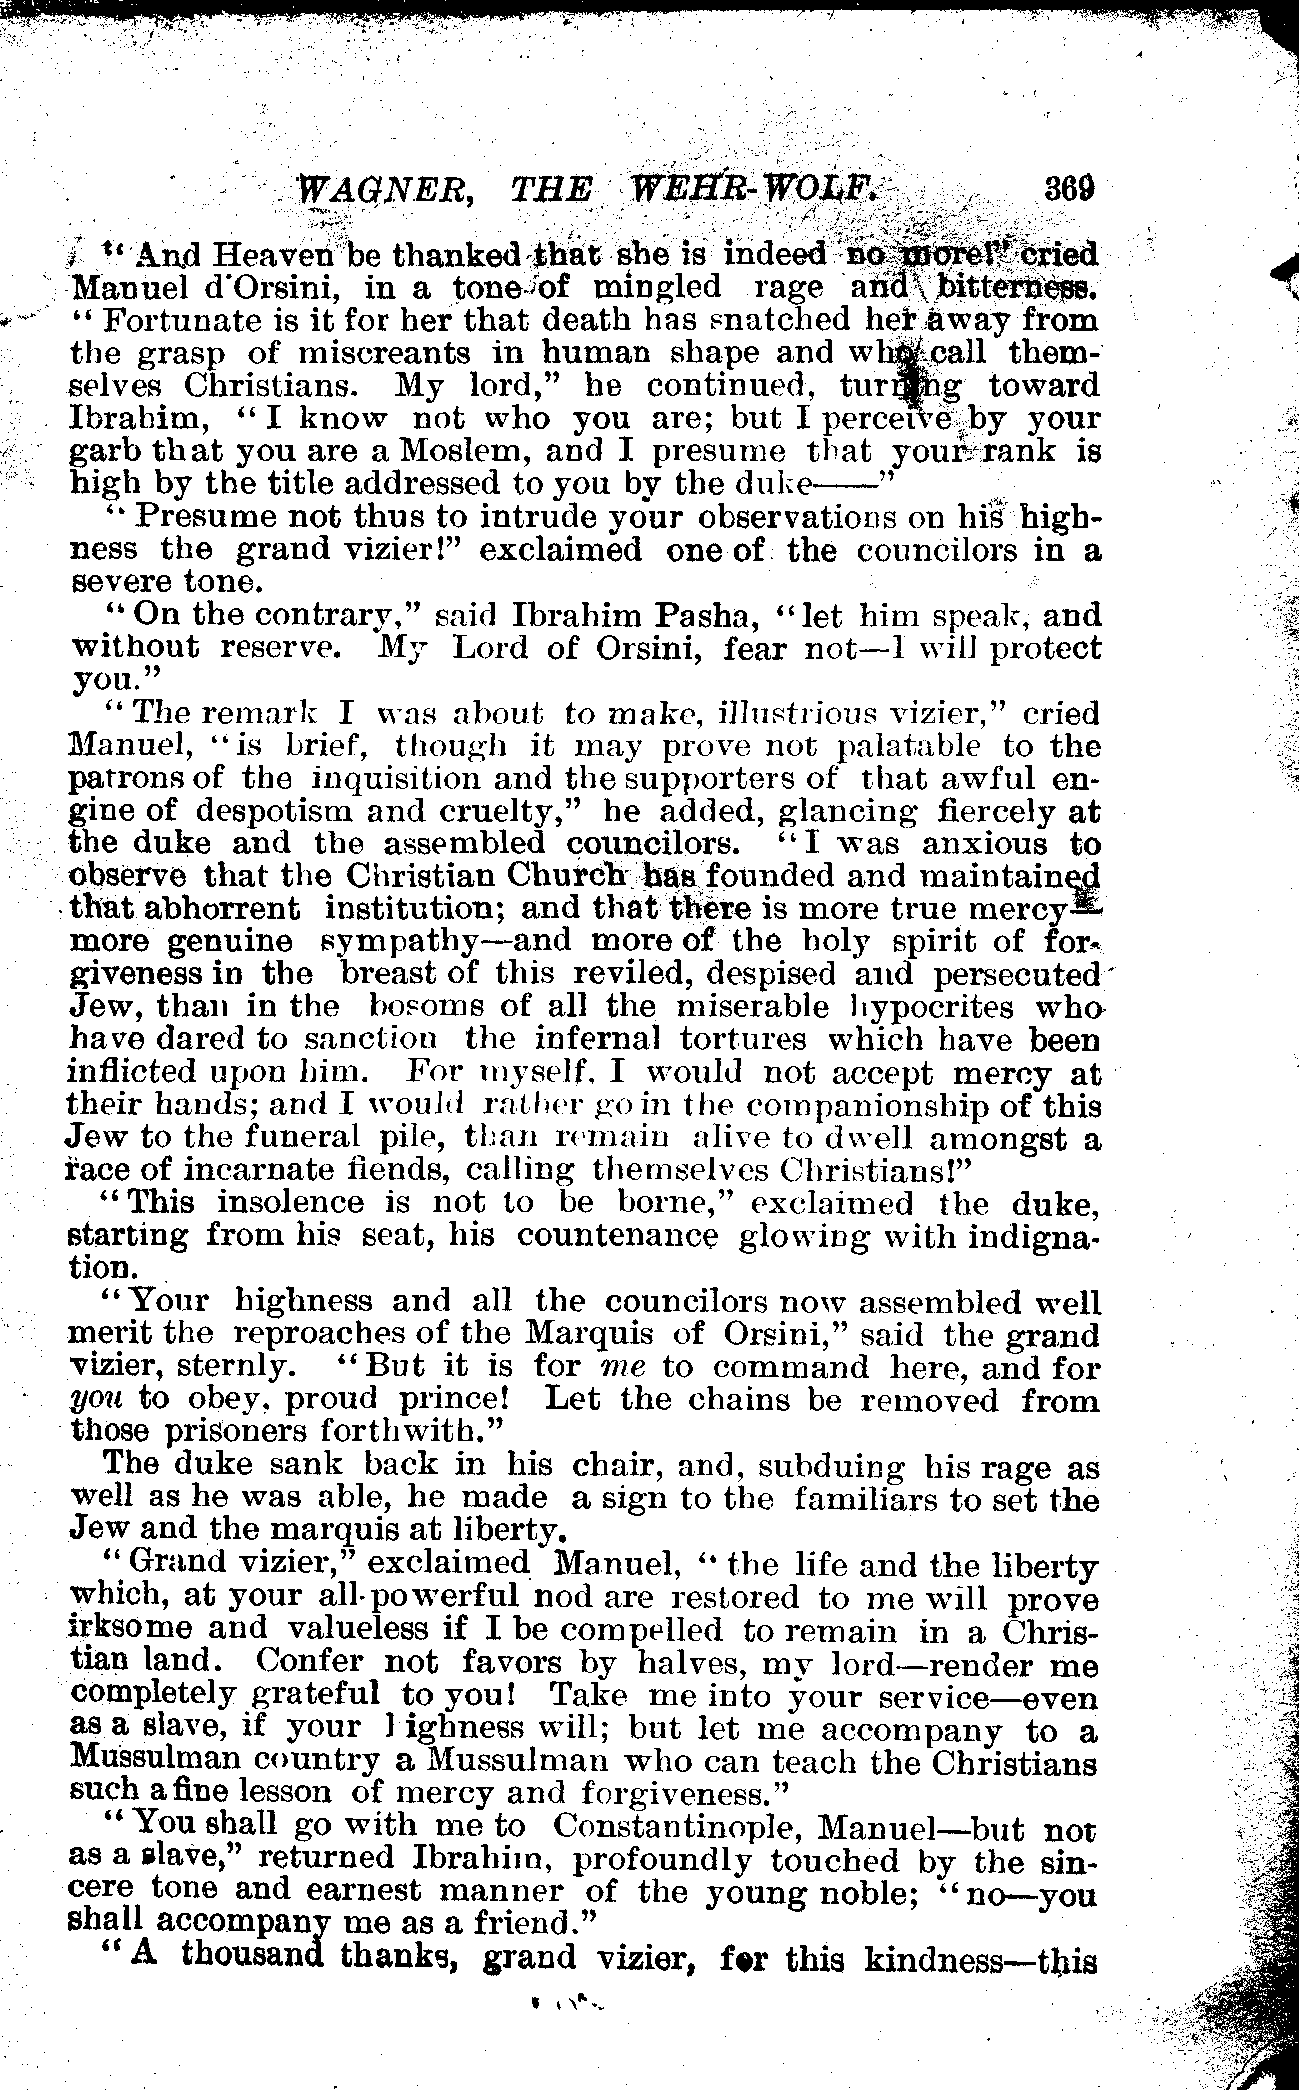 WAGNER, THE WEHR-WOLF. 369
"And Heaven be thanked that she is indeed no more!" cried
Manuel d'Orsini, in a tone of mingled rage and bitterness.
"Fortunate is it for her that death has snatched her away from
the grasp of miscreants in human shape and who call them-
selves Christians. My lord," he continued, turning toward
Ibrahim, "I know not who you are; but I perceive by your
garb that you are a Moslem, and I presume that your rank is
high by the title addressed to you by the duke——"
"Presume not thus to intrude your observations on his high-
ness the grand vizier!" exclaimed one of the councilors in a
severe tone.
"On the contrary," said Ibrahim Pasha, "let him speak, and
without reserve. My Lord of Orsini, fear not—I will protect
you."
"The remark I was about to make, illustrious vizier," cried
Manuel, "is brief, though it may prove not palatable to the
patrons of the inquisition and the supporters of that awful en-
gine of despotism and cruelty," he added, glancing fiercely at
the duke and the assembled councilors. "I was anxious to
observe that the Christian Church has founded and maintained
that abhorrent institution; and that there is more true mercy—
more genuine sympathy—and more of the holy spirit of for-
giveness in the breast of this reviled, despised and persecuted
Jew, than in the bosoms of all the miserable hypocrites who
have dared to sanction the infernal tortures which have been
inflicted upon him. For myself, I would not accept mercy at
their hands; and I would rather go in the companionship of this
Jew to the funeral pile, than remain alive to dwell amongst a
race of incarnate fiends, calling themselves Christians!"
"This insolence is not to be borne," exclaimed the duke,
starting from his seat, his countenance glowing with indigna-
tion.
"Your highness and all the councilors now assembled well
merit the reproaches of the Marquis of Orsini," said the grand
vizier, sternly. "But it is for me to command here, and for
you to obey, proud prince! Let the chains be removed from
those prisoners forthwith."
The duke sank back in his chair, and, subduing his rage as
well as he was able, he made a sign to the familiars to set the
Jew and the marquis at liberty.
"Grand vizier," exclaimed Manuel, "the life and the liberty
which, at your all-powerful nod are restored to me will prove
irksome and valueless if I be compelled to remain in a Chris-
tian land. Confer not favors by halves, my lord—render me
completely grateful to you! Take me into your service—even
as a slave, if your highness will; but let me accompany to a
Mussulman country a Mussulman who can teach the Christians
such a fine lesson of mercy and forgiveness."
"You shall go with me to Constantinople, Manuel—but not
as a slave," returned Ibrahim, profoundly touched by the sin-
cere tone and earnest manner of the young noble; "no—you
shall accompany me as a friend."
"A thousand thanks, grand vizier, for this kindness—this